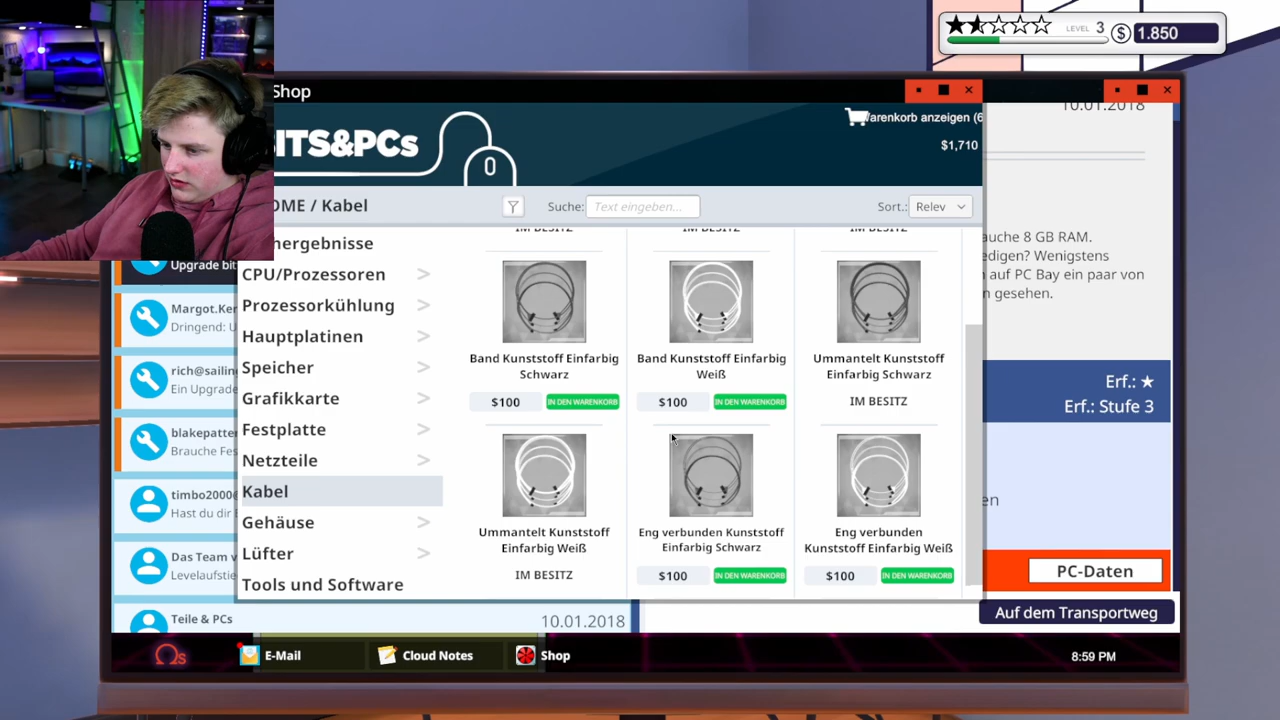 LEVEL 3
$ 1.850
Shop
10.01.2018
BITS&PCs
arenkorb anzeigen (6
$1,710
OME / Kabel
Suche: Text eingeben...
Sort.: Relev
IM BESITZ
IM BESITZ
IM BESITZ
hergebnisse
CPU/Prozessoren >
Prozessorkühlung >
Hauptplatinen >
Speicher >
Grafikkarte >
Festplatte >
Netzteile >
Kabel
Gehäuse >
Lüfter >
Tools und Software
Band Kunststoff Einfarbig
Schwarz
$100 IN DEN WARENKORB
Band Kunststoff Einfarbig
Weiß
$100 IN DEN WARENKORB
Ummantelt Kunststoff
Einfarbig Schwarz
IM BESITZ
Ummantelt Kunststoff
Einfarbig Weiß
IM BESITZ
Eng verbunden Kunststoff
Einfarbig Schwarz
$100 IN DEN WARENKORB
Eng verbunden
Kunststoff Einfarbig Weiß
$100 IN DEN WARENKORB
Upgrade bit
Margot.Ker
Dringend: U
rich@sailin
Ein Upgrade
blakepatter
Brauche Fes
timbo2000
Hast du dir
Das Team v
Levelaufstie
Teile & PCs
10.01.2018
auche 8 GB RAM.
edigen? Wenigstens
auf PC Bay ein paar von
n gesehen.
Erf.: ★
Erf.: Stufe 3
en
PC-Daten
Auf dem Transportweg
Ωs
E-Mail
Cloud Notes
Shop
8:59 PM